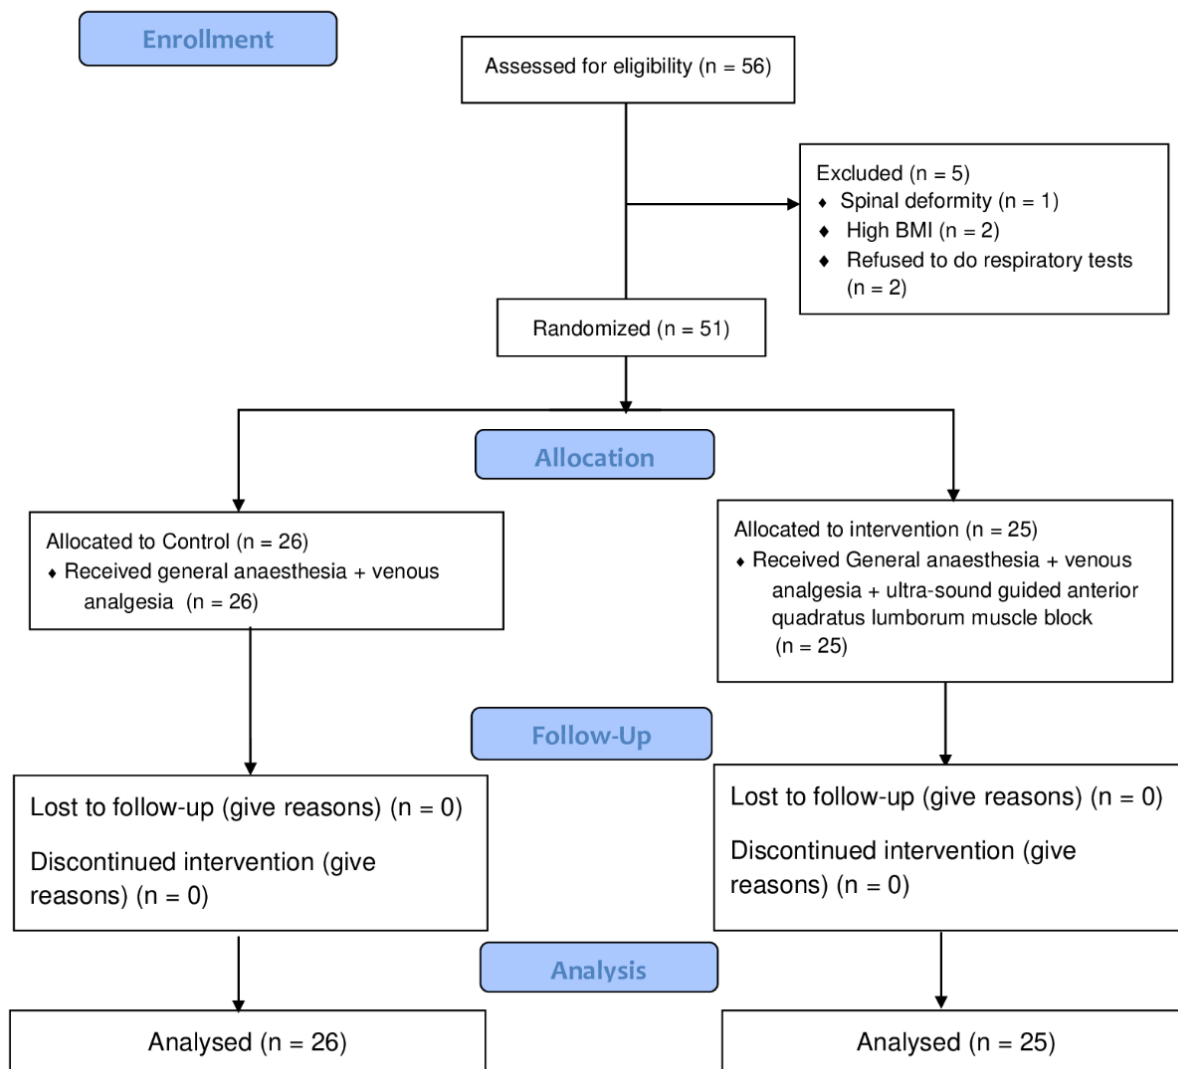 Enrollment
Assessed for eligibility (n = 56)
Excluded (n = 5)
♦ Spinal deformity (n = 1)
♦ High BMI (n = 2)
♦ Refused to do respiratory tests
(n = 2)
Randomized (n = 51)
Allocation
Allocated to Control (n = 26)
♦ Received general anaesthesia + venous
analgesia (n = 26)
Allocated to intervention (n = 25)
♦ Received General anaesthesia + venous
analgesia + ultra-sound guided anterior
quadratus lumborum muscle block
(n = 25)
Follow-Up
Lost to follow-up (give reasons) (n = 0)
Discontinued intervention (give
reasons) (n = 0)
Lost to follow-up (give reasons) (n = 0)
Discontinued intervention (give
reasons) (n = 0)
Analysis
Analysed (n = 26)
Analysed (n = 25)